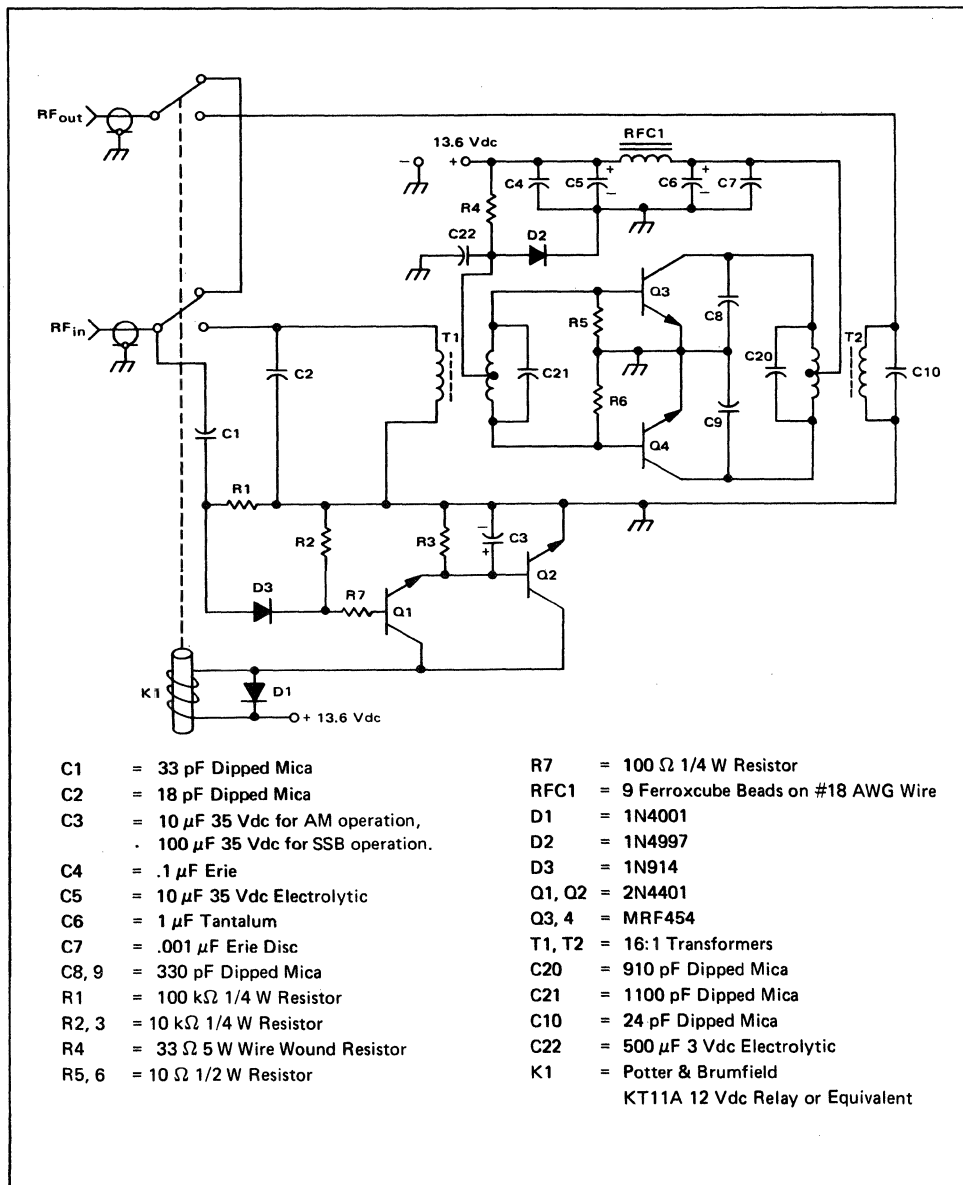 RFout
13.6 Vdc
RFC1
− +
C4
C5
+
−
C6
+
−
C7
R4
C22
D2
Q3
C8
RFin
T1
R5
T2
C2
C21
C20
C10
R6
C9
C1
Q4
R1
R2
R3
−
C3
+
Q2
D3
R7
Q1
K1
D1
+ 13.6 Vdc
C1 = 33 pF Dipped Mica
C2 = 18 pF Dipped Mica
C3 = 10 μF 35 Vdc for AM operation,
100 μF 35 Vdc for SSB operation.
C4 = .1 μF Erie
C5 = 10 μF 35 Vdc Electrolytic
C6 = 1 μF Tantalum
C7 = .001 μF Erie Disc
C8, 9 = 330 pF Dipped Mica
R1 = 100 kΩ 1/4 W Resistor
R2, 3 = 10 kΩ 1/4 W Resistor
R4 = 33 Ω 5 W Wire Wound Resistor
R5, 6 = 10 Ω 1/2 W Resistor
R7 = 100 Ω 1/4 W Resistor
RFC1 = 9 Ferroxcube Beads on #18 AWG Wire
D1 = 1N4001
D2 = 1N4997
D3 = 1N914
Q1, Q2 = 2N4401
Q3, 4 = MRF454
T1, T2 = 16:1 Transformers
C20 = 910 pF Dipped Mica
C21 = 1100 pF Dipped Mica
C10 = 24 pF Dipped Mica
C22 = 500 μF 3 Vdc Electrolytic
K1 = Potter & Brumfield
KT11A 12 Vdc Relay or Equivalent